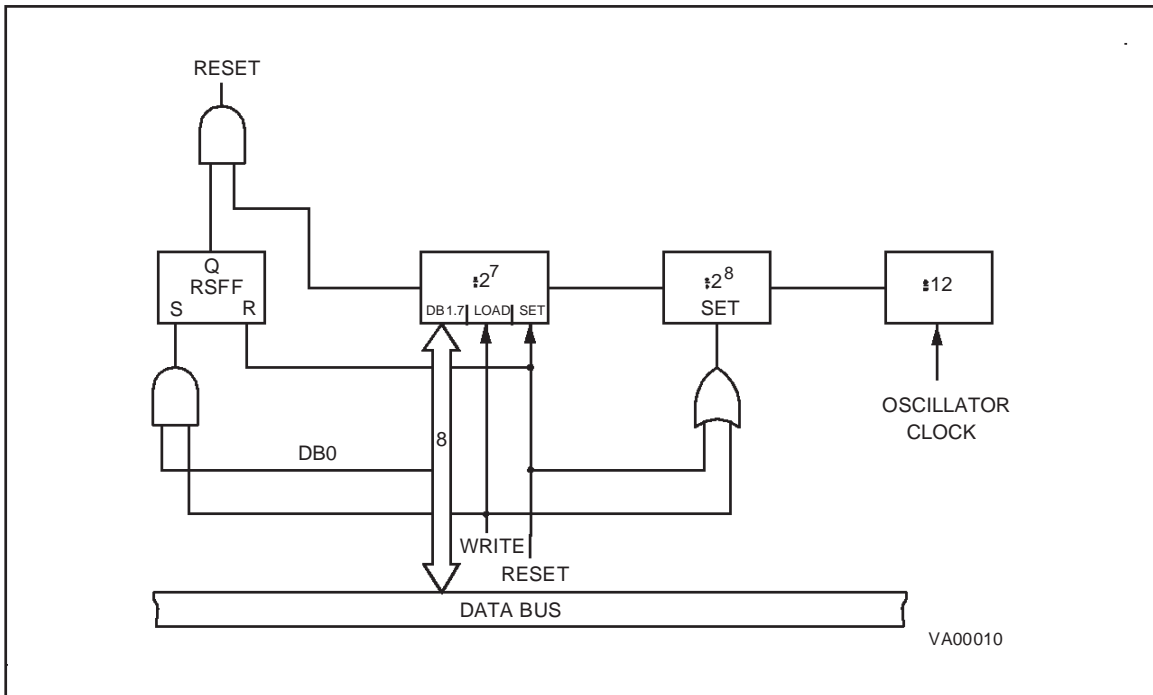 RESET
Q
RSFF
S R
÷2⁷
DB1.7 LOAD SET
÷2⁸
SET
÷12
OSCILLATOR
CLOCK
DB0
8
WRITE
RESET
DATA BUS
VA00010